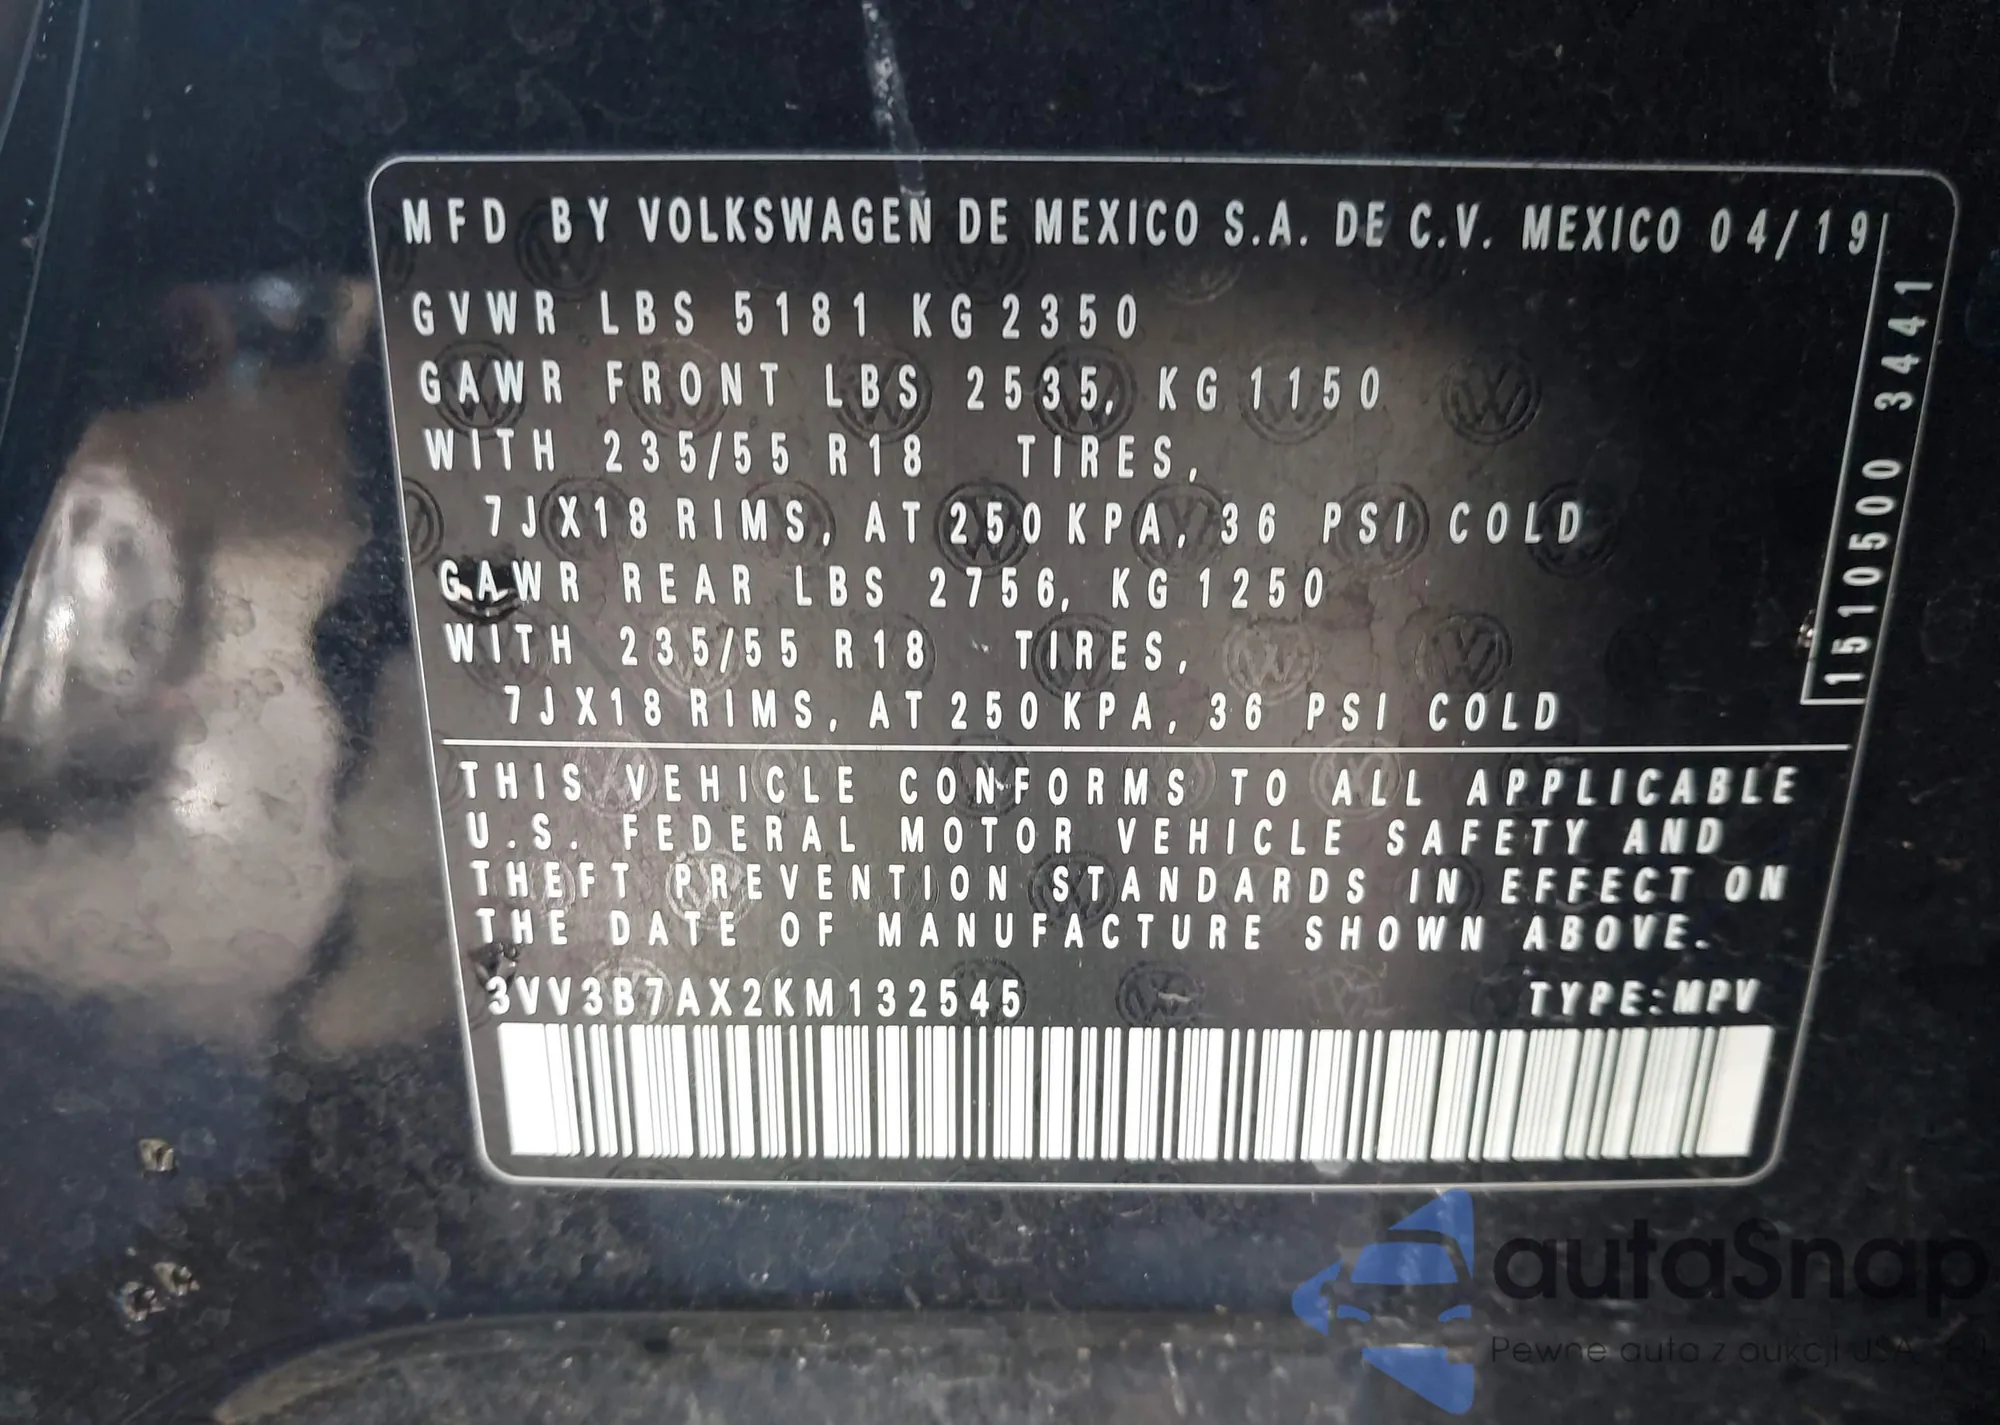 MFD BY VOLKSWAGEN DE MEXICO S.A. DE C.V. MEXICO 04/19
GVWR LBS 5181 KG 2350
GAWR FRONT LBS 2535, KG 1150
WITH 235/55 R18 TIRES,
7JX18 RIMS, AT 250 KPA, 36 PSI COLD
GAWR REAR LBS 2756, KG 1250
WITH 235/55 R18 TIRES,
7JX18 RIMS, AT 250 KPA, 36 PSI COLD
1510500 3441
THIS VEHICLE CONFORMS TO ALL APPLICABLE
U.S. FEDERAL MOTOR VEHICLE SAFETY AND
THEFT PREVENTION STANDARDS IN EFFECT ON
THE DATE OF MANUFACTURE SHOWN ABOVE.
3VV3B7AX2KM132545 TYPE:MPV
autaSnap
Pewne auta z aukcji USA